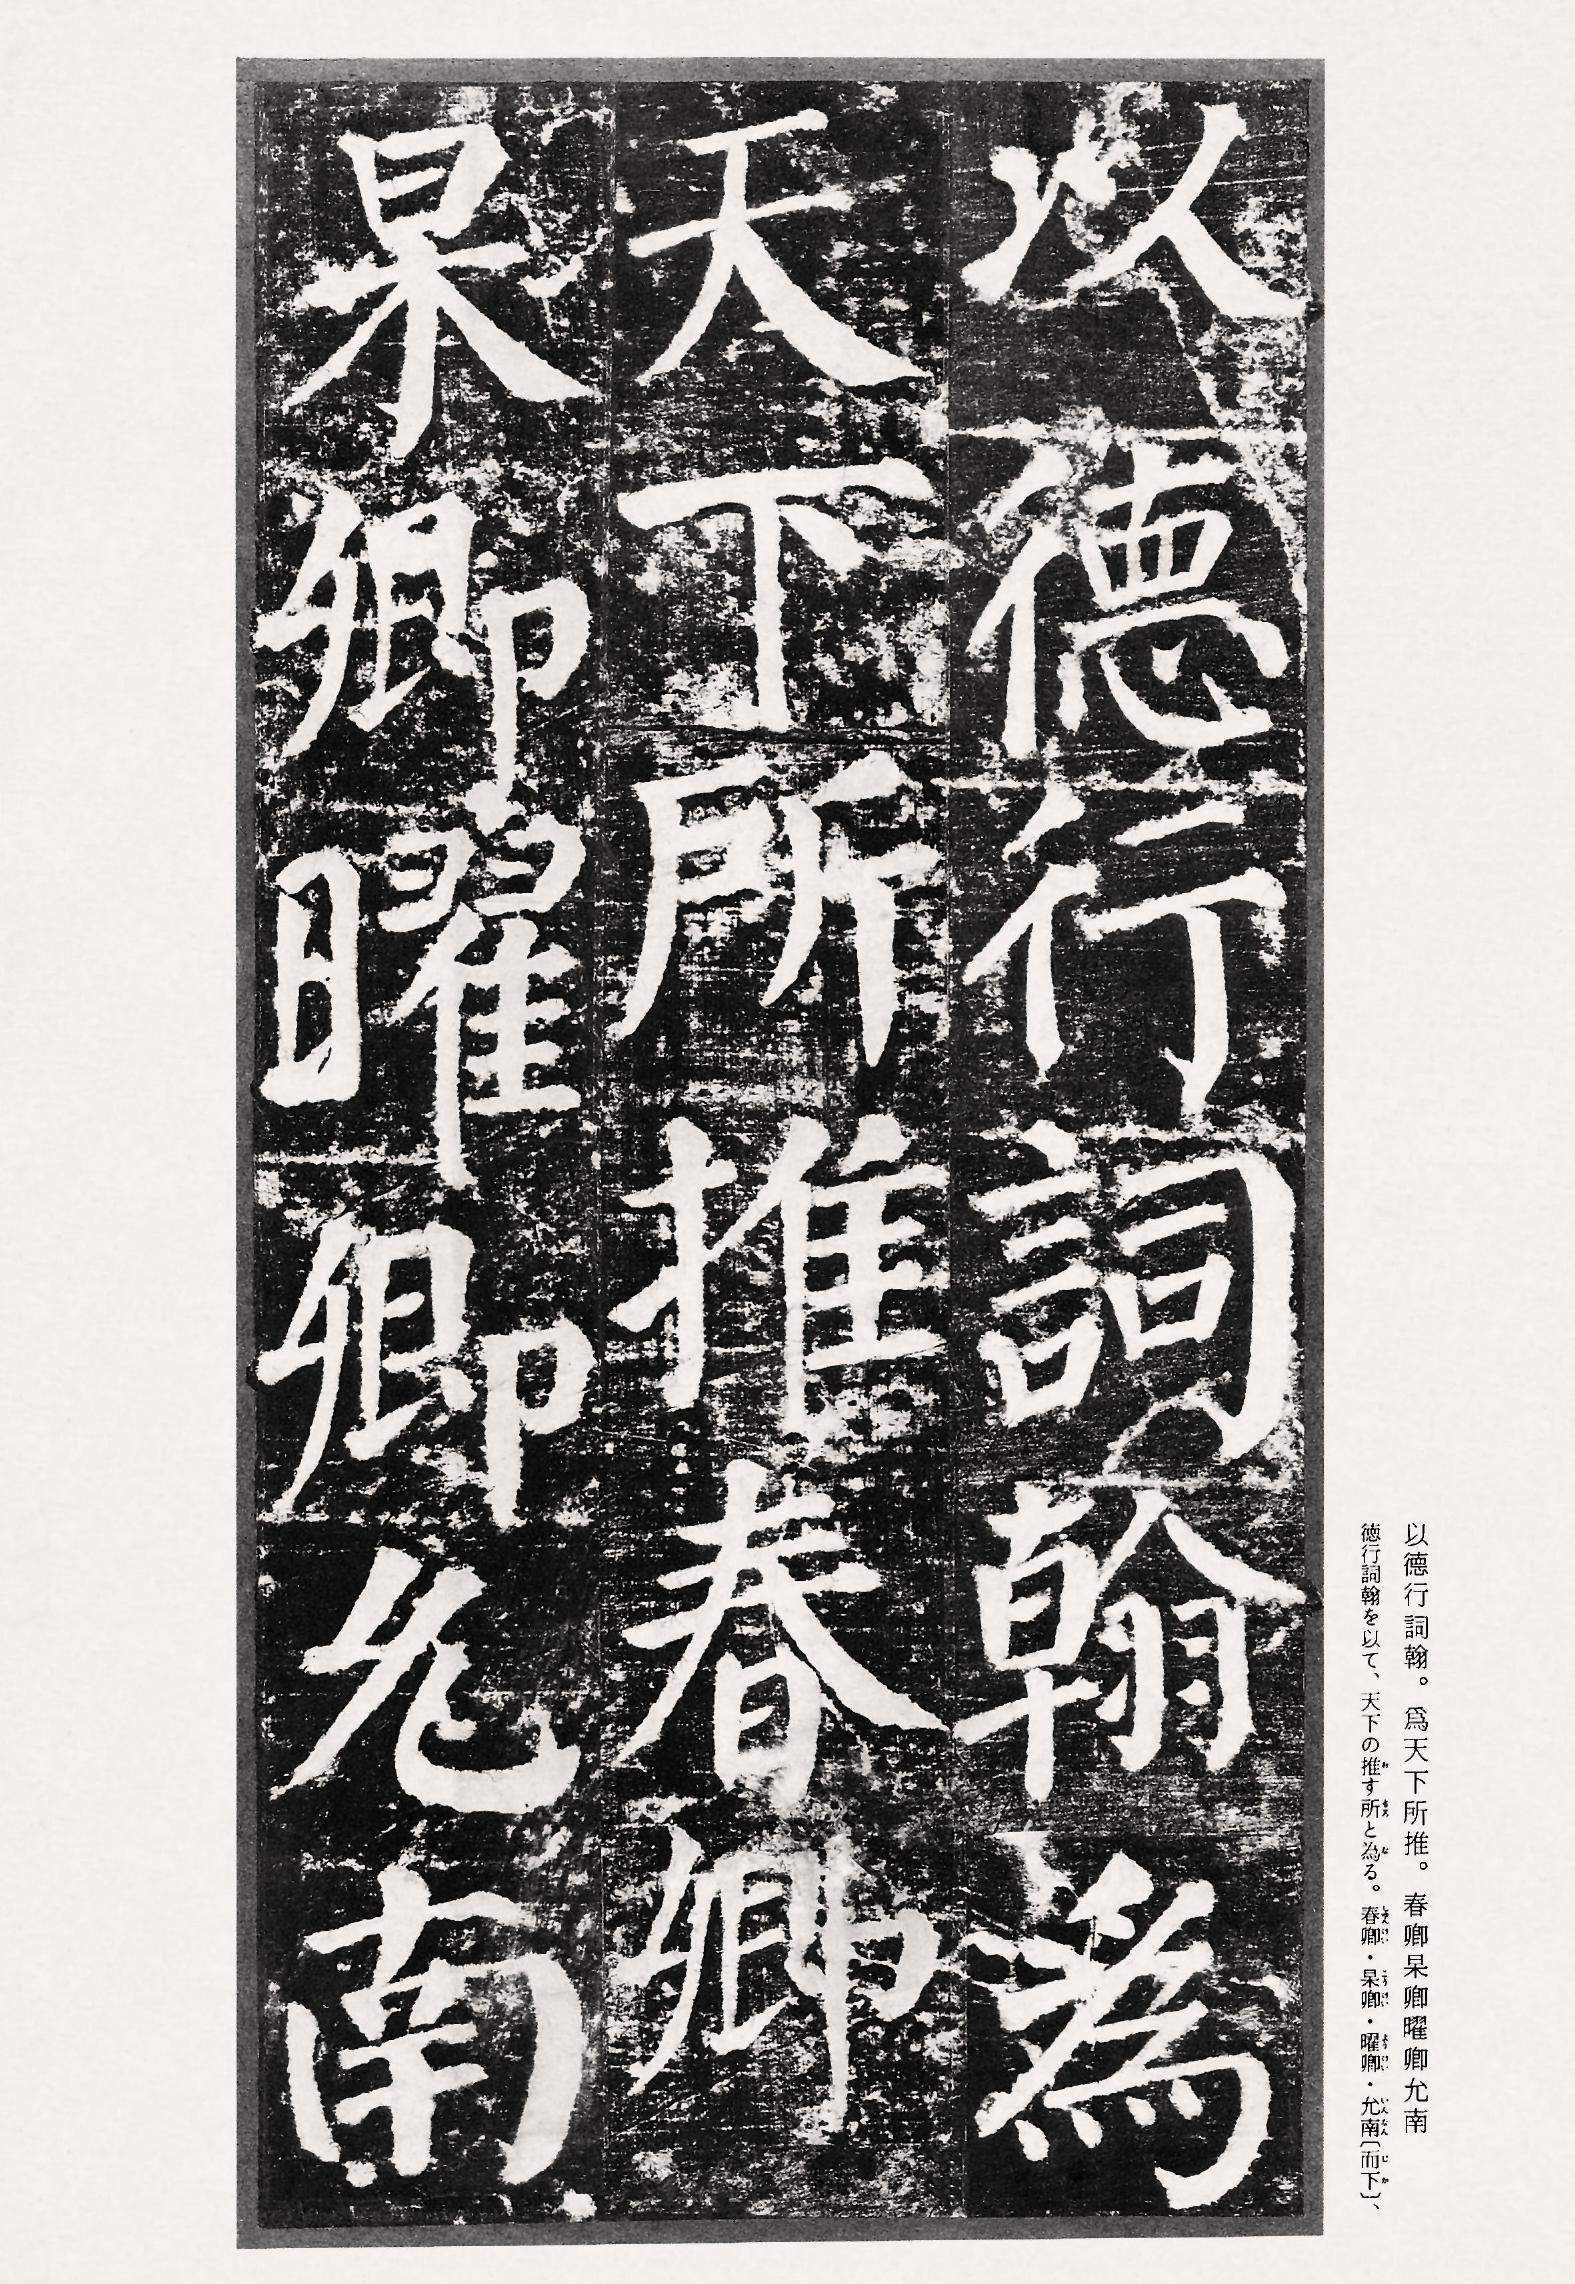 以德行詞翰爲
天下所推春卿
杲卿曜卿允南
以德行詞翰。爲天下所推。春卿杲卿曜卿允南
徳行詞翰を以て、天下の推す所と為る。春卿・杲卿・曜卿・允南〔而下〕、